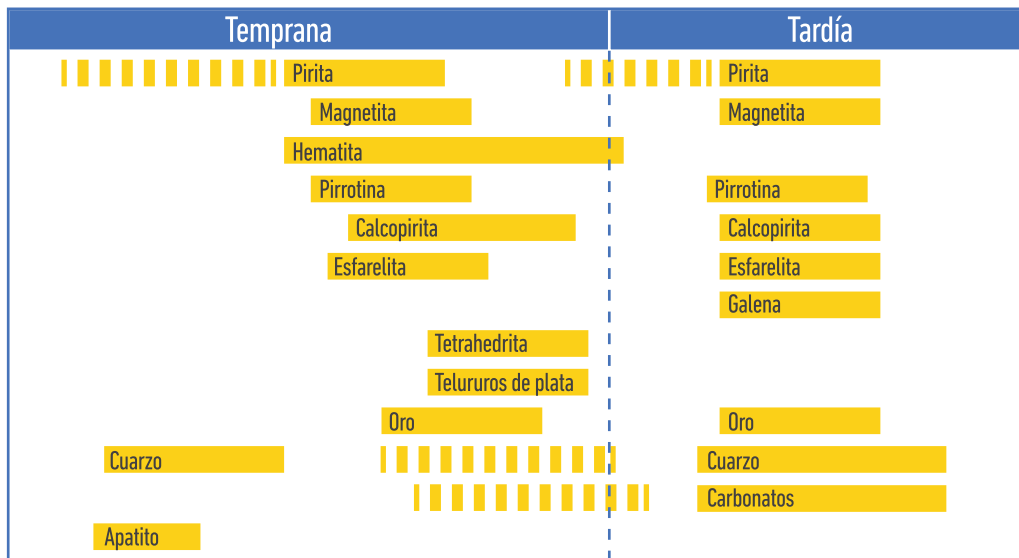 Temprana Tardía
Pirita Pirita
Magnetita Magnetita
Hematita
Pirrotina Pirrotina
Calcopirita Calcopirita
Esfarelita Esfarelita
Galena
Tetrahedrita
Telururos de plata
Oro Oro
Cuarzo Cuarzo
Carbonatos
Apatito